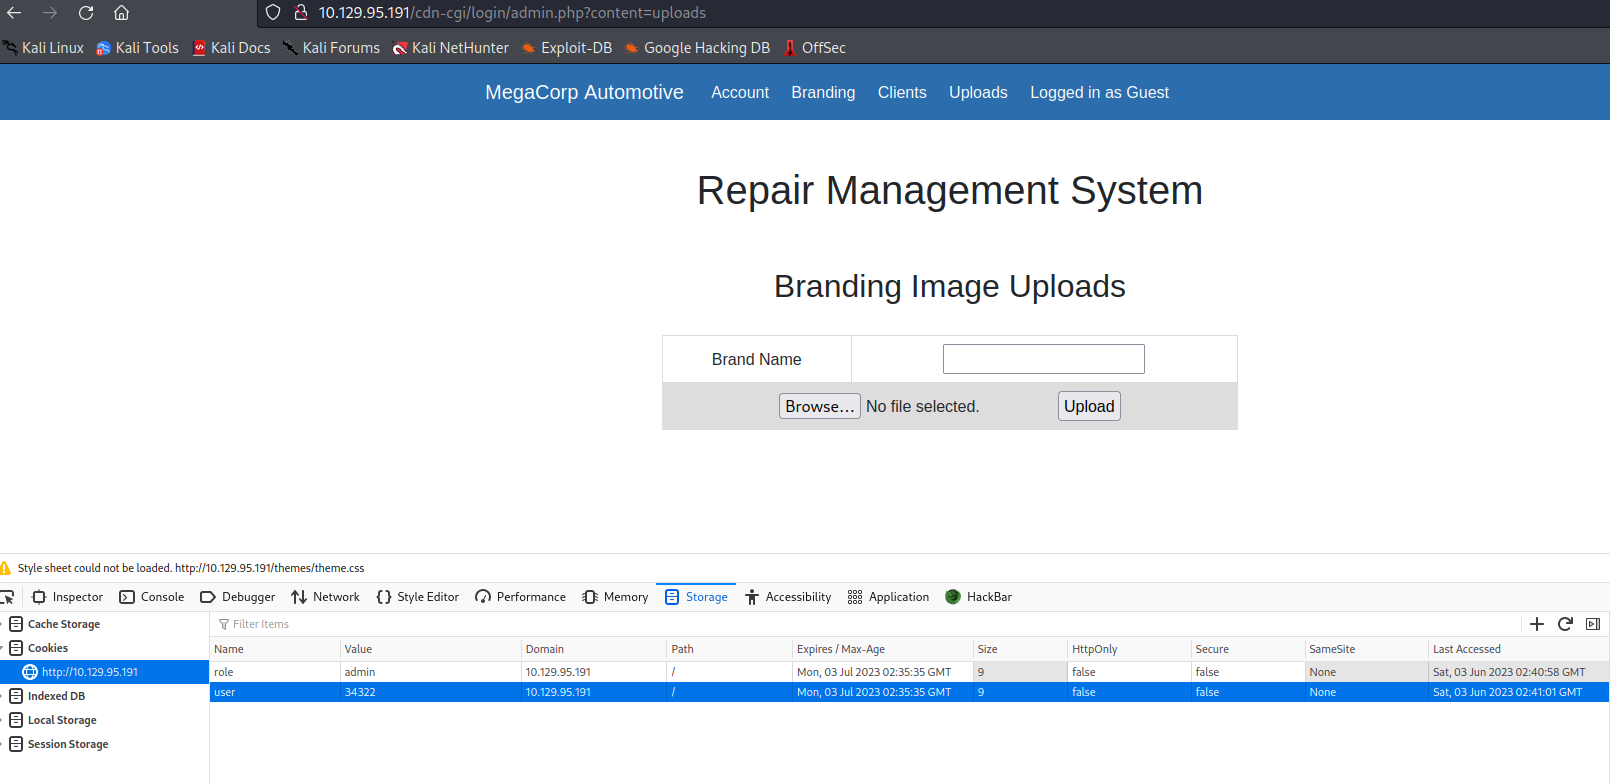 10.129.95.191/cdn-cgi/login/admin.php?content=uploads
Kali Linux Kali Tools Kali Docs Kali Forums Kali NetHunter Exploit-DB Google Hacking DB OffSec
MegaCorp Automotive Account Branding Clients Uploads Logged in as Guest
Repair Management System
Branding Image Uploads
Brand Name
Browse... No file selected. Upload
Style sheet could not be loaded. http://10.129.95.191/themes/theme.css
Inspector Console Debugger Network Style Editor Performance Memory Storage Accessibility Application HackBar
Cache Storage Filter Items
Cookies Name Value Domain Path Expires / Max-Age Size HttpOnly Secure SameSite Last Accessed
http://10.129.95.191 role admin 10.129.95.191 / Mon, 03 Jul 2023 02:35:35 GMT 9 false false None Sat, 03 Jun 2023 02:40:58 GMT
Indexed DB user 34322 10.129.95.191 / Mon, 03 Jul 2023 02:35:35 GMT 9 false false None Sat, 03 Jun 2023 02:41:01 GMT
Local Storage
Session Storage